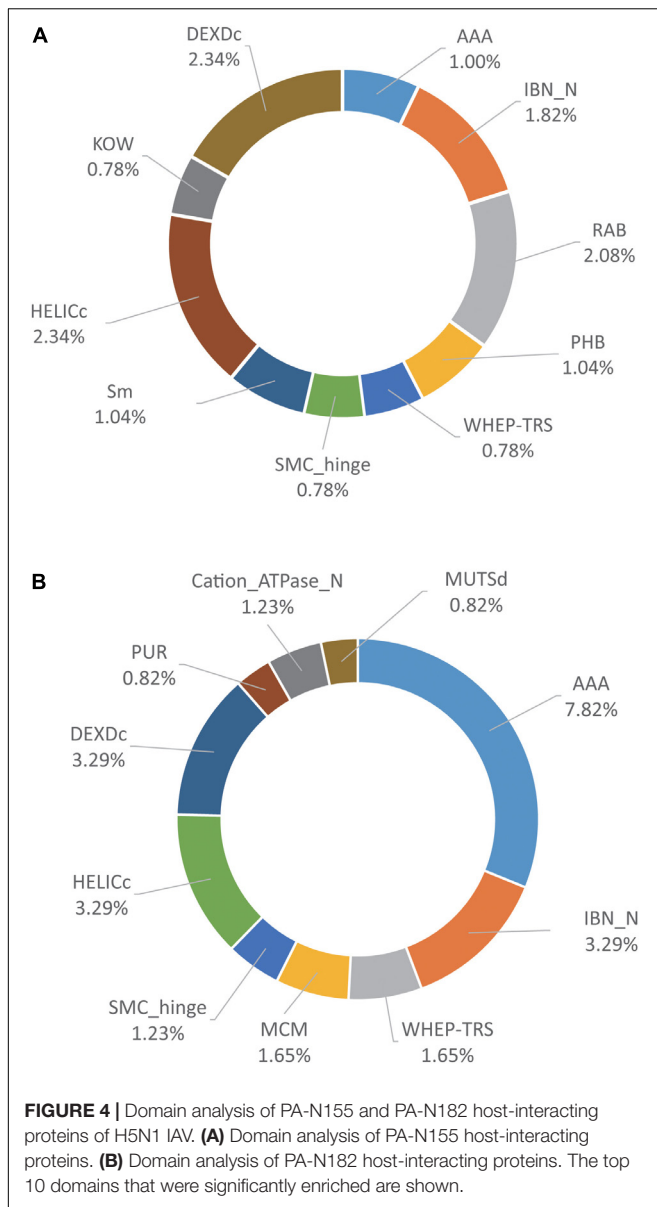 A
DEXDc
2.34%
AAA
1.00%
IBN_N
1.82%
KOW
0.78%
RAB
2.08%
HELICc
2.34%
PHB
1.04%
Sm
1.04%
WHEP-TRS
0.78%
SMC_hinge
0.78%
B
Cation_ATPase_N
1.23%
MUTSd
0.82%
PUR
0.82%
AAA
7.82%
DEXDc
3.29%
HELICc
3.29%
IBN_N
3.29%
SMC_hinge
1.23%
MCM
1.65%
WHEP-TRS
1.65%
FIGURE 4 | Domain analysis of PA-N155 and PA-N182 host-interacting
proteins of H5N1 IAV. (A) Domain analysis of PA-N155 host-interacting
proteins. (B) Domain analysis of PA-N182 host-interacting proteins. The top
10 domains that were significantly enriched are shown.